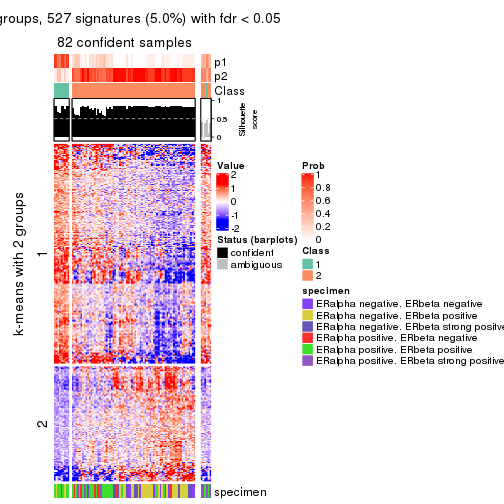 groups, 527 signatures (5.0%) with fdr < 0.05
82 confident samples
p1
p2
Class
1
0.5
0
Silhouette
score
k-means with 2 groups
1
2
Value
2
1
0
-1
-2
Status (barplots)
confident
ambiguous
Prob
1
0.8
0.6
0.4
0.2
0
Class
1
2
specimen
ERalpha negative. ERbeta negative
ERalpha negative. ERbeta positive
ERalpha negative. ERbeta strong positive
ERalpha positive. ERbeta negative
ERalpha positive. ERbeta positive
ERalpha positive. ERbeta strong positive
specimen